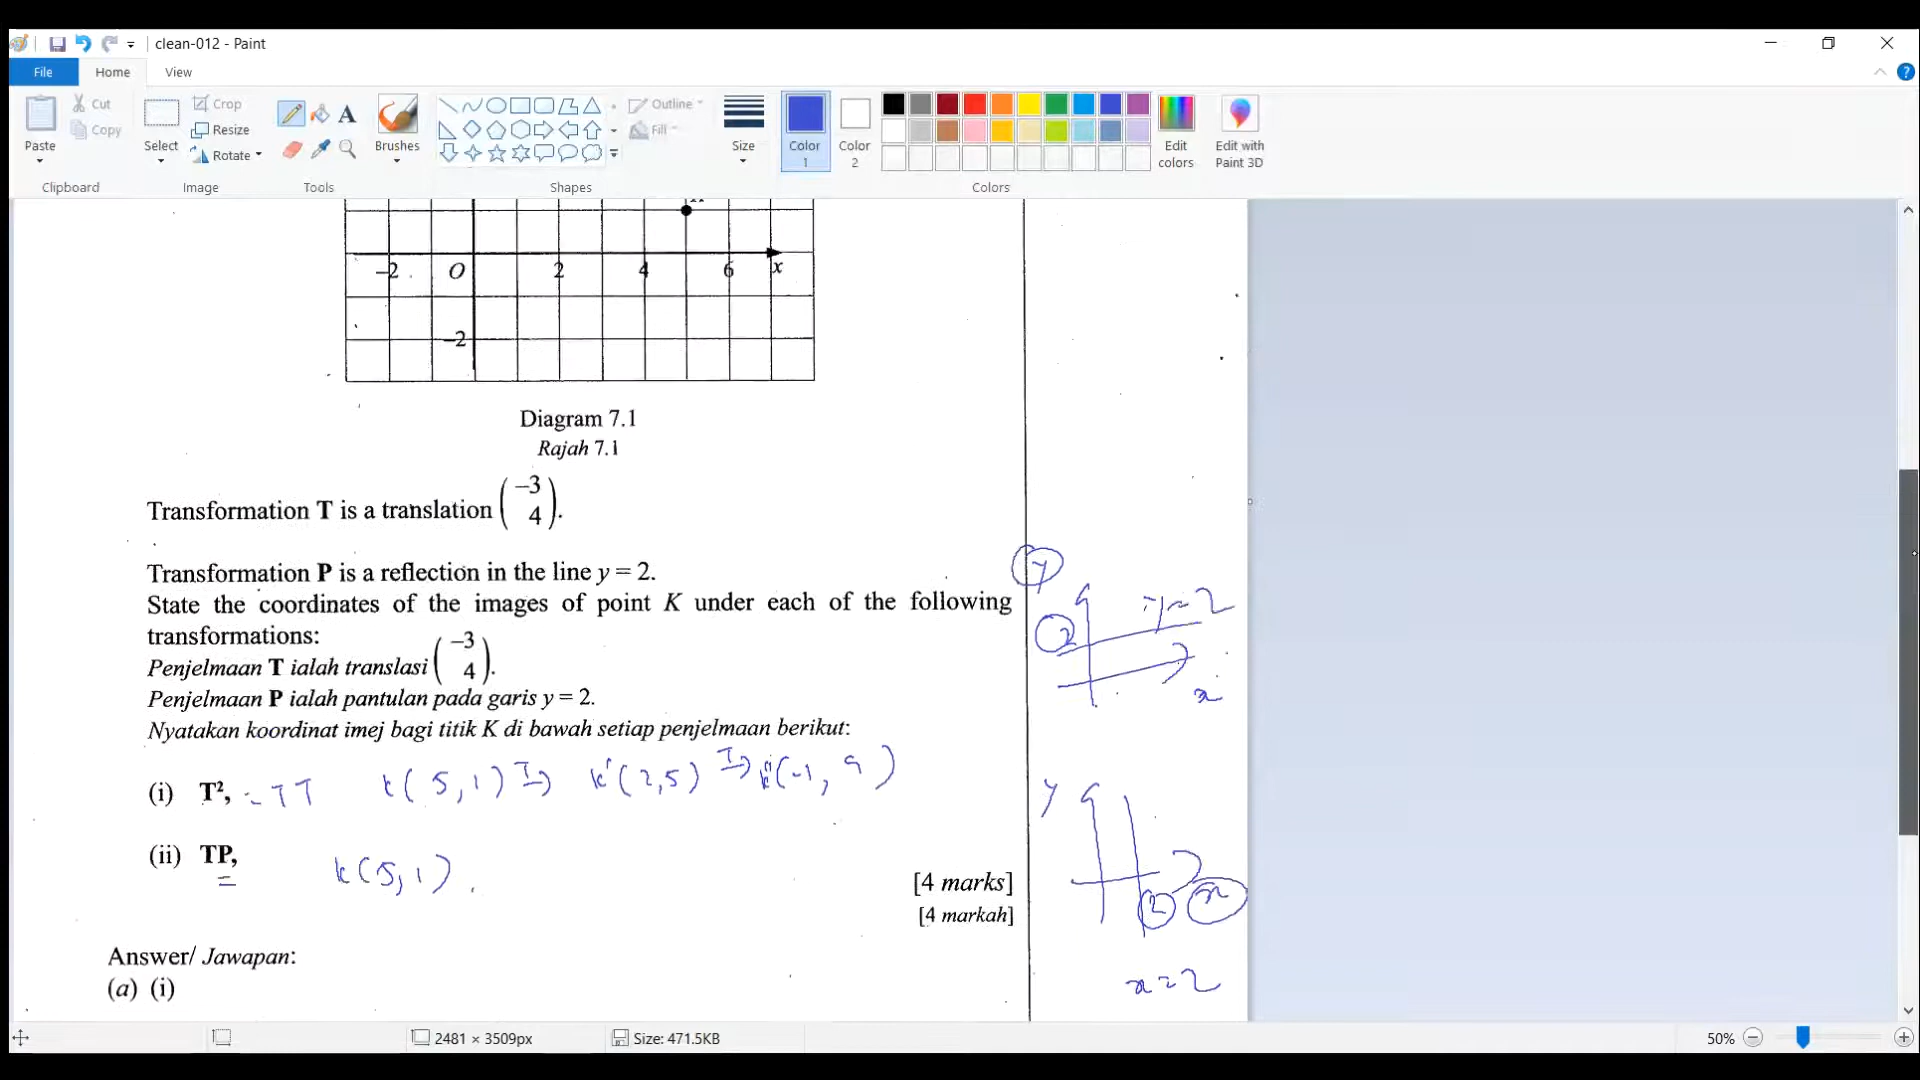 clean-012 - Paint
File Home View
Paste
Cut
Copy
Clipboard
Select
Crop
Resize
Rotate
Image
Tools
Brushes
Shapes
Outline
Fill
Size
Color 1
Color 2
Colors
Edit colors
Edit with Paint 3D
-2 O 2 4 6 x
-2
Diagram 7.1
Rajah 7.1
Transformation T is a translation (-3 4).
Transformation P is a reflection in the line y = 2.
State the coordinates of the images of point K under each of the following
transformations:
Penjelmaan T ialah translasi (-3 4).
Penjelmaan P ialah pantulan pada garis y = 2.
Nyatakan koordinat imej bagi titik K di bawah setiap penjelmaan berikut:
(i) T², = TT k(5,1) T→ k'(2,5) T→ k''(-1, 9)
(ii) TP, k(5,1)
[4 marks]
[4 markah]
Answer/ Jawapan:
(a) (i)
y
y=2
2
x
y
2 x
x=2
2481 × 3509px
Size: 471.5KB
50%